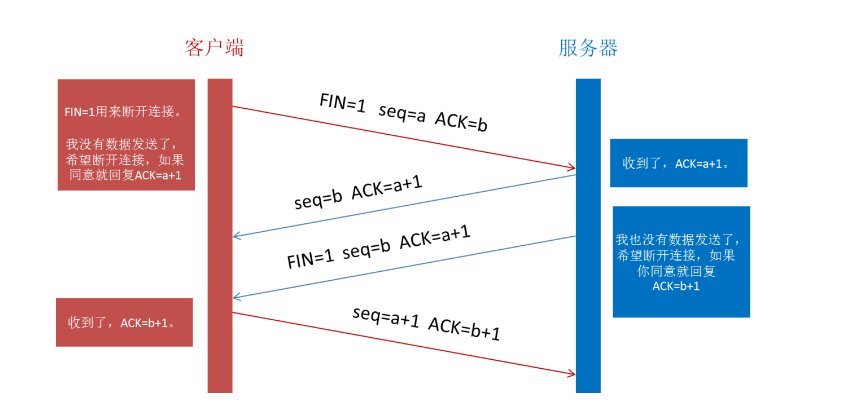 客户端
服务器
FIN=1用来断开连接。
我没有数据发送了，
希望断开连接，如果
同意就回复ACK=a+1
FIN=1 seq=a ACK=b
收到了，ACK=a+1。
seq=b ACK=a+1
我也没有数据发送了，
希望断开连接，如果
你同意就回复
ACK=b+1
FIN=1 seq=b ACK=a+1
收到了，ACK=b+1。
seq=a+1 ACK=b+1